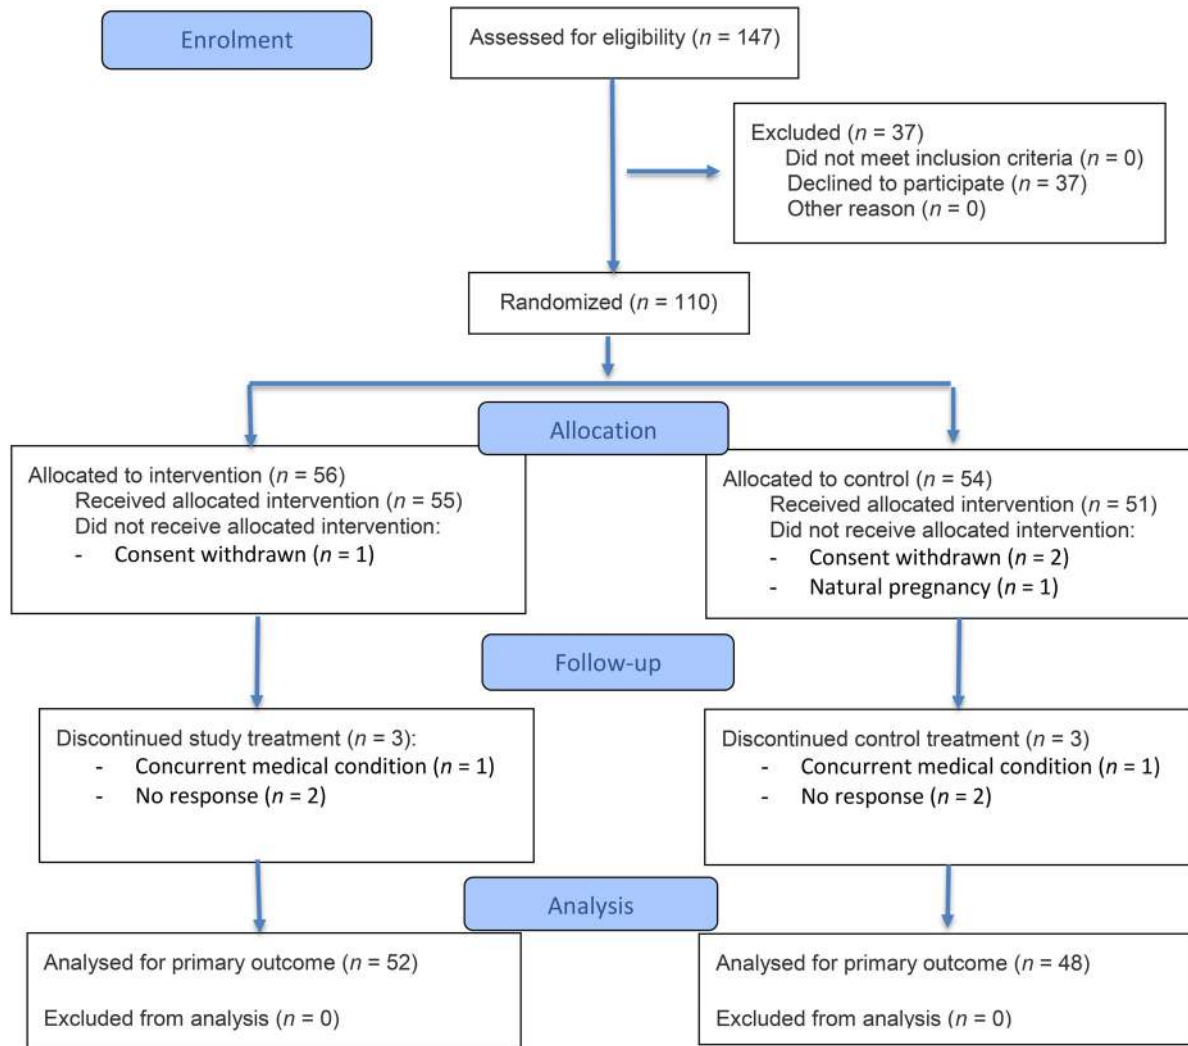 Enrolment
Assessed for eligibility (n = 147)
Excluded (n = 37)
Did not meet inclusion criteria (n = 0)
Declined to participate (n = 37)
Other reason (n = 0)
Randomized (n = 110)
Allocation
Allocated to intervention (n = 56)
Received allocated intervention (n = 55)
Did not receive allocated intervention:
- Consent withdrawn (n = 1)
Allocated to control (n = 54)
Received allocated intervention (n = 51)
Did not receive allocated intervention:
- Consent withdrawn (n = 2)
- Natural pregnancy (n = 1)
Follow-up
Discontinued study treatment (n = 3):
- Concurrent medical condition (n = 1)
- No response (n = 2)
Discontinued control treatment (n = 3)
- Concurrent medical condition (n = 1)
- No response (n = 2)
Analysis
Analysed for primary outcome (n = 52)
Excluded from analysis (n = 0)
Analysed for primary outcome (n = 48)
Excluded from analysis (n = 0)